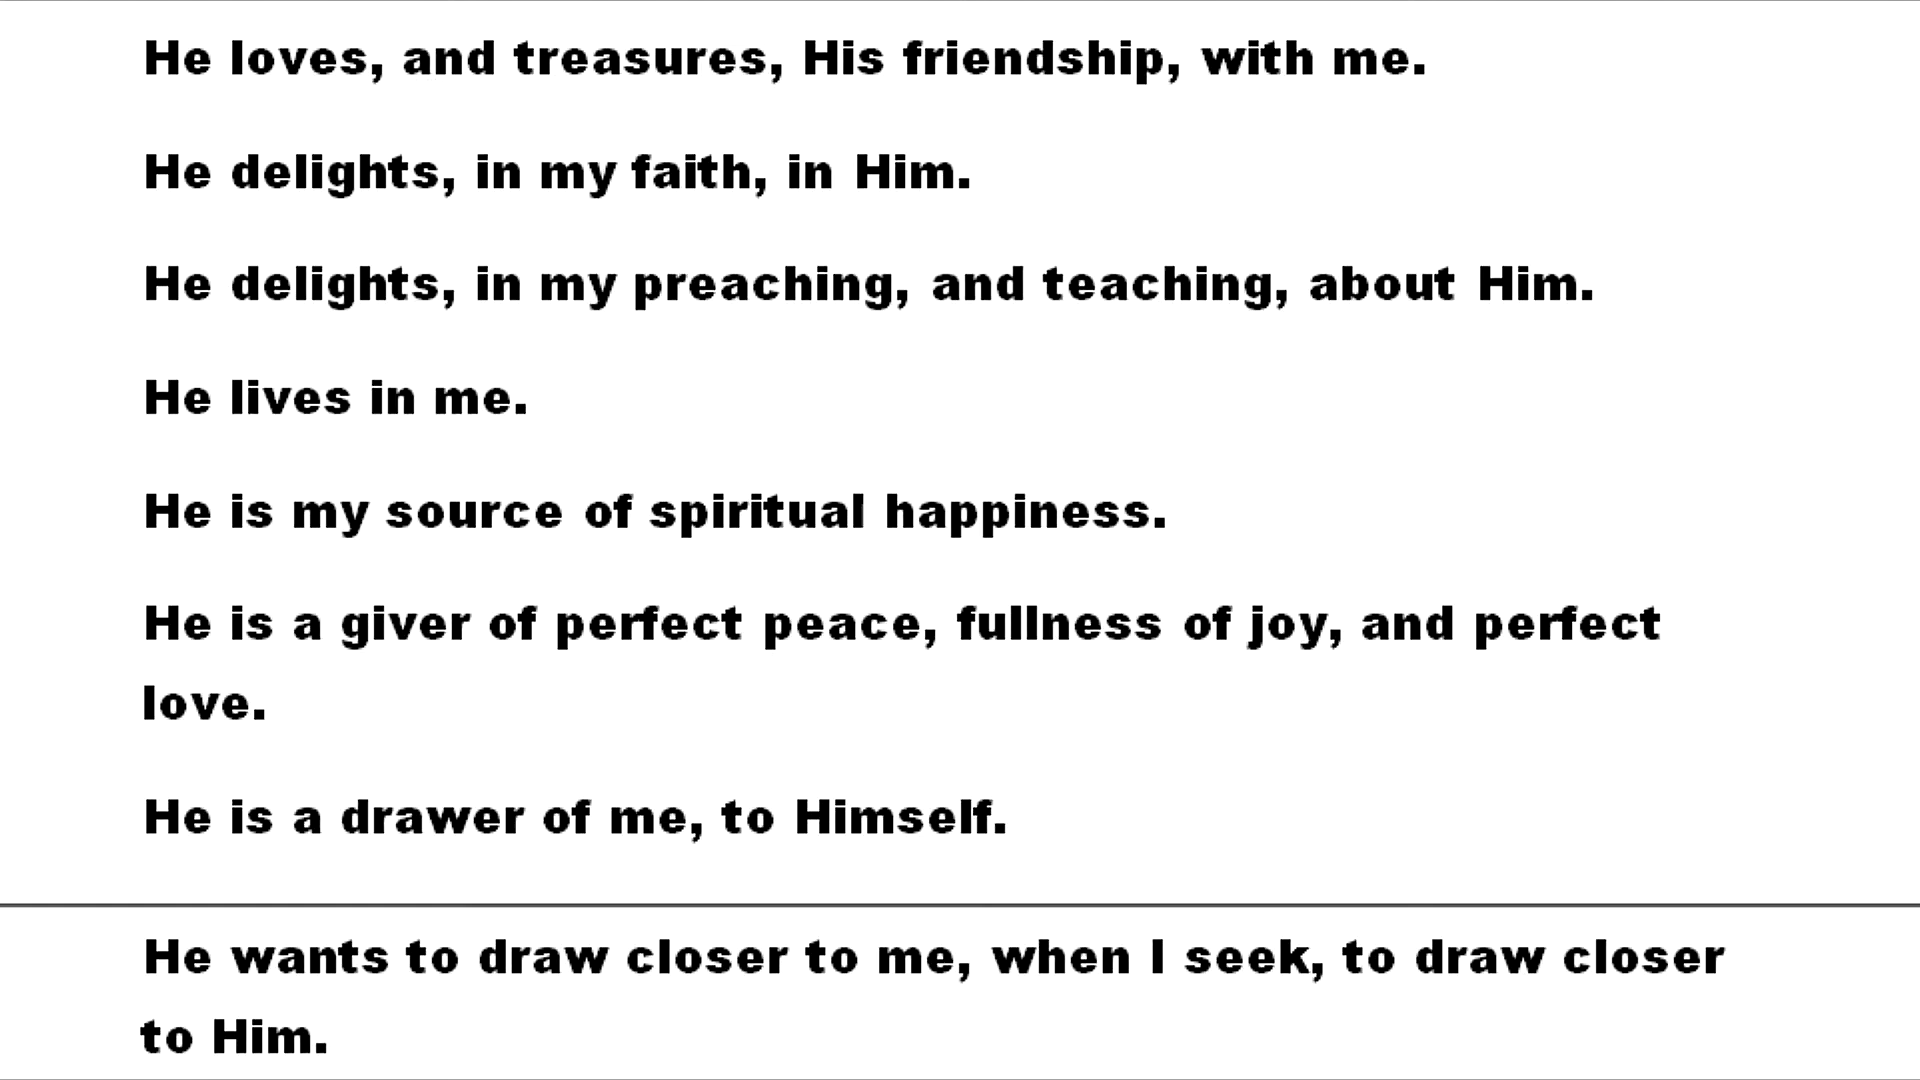 He loves, and treasures, His friendship, with me.
He delights, in my faith, in Him.
He delights, in my preaching, and teaching, about Him.
He lives in me.
He is my source of spiritual happiness.
He is a giver of perfect peace, fullness of joy, and perfect
love.
He is a drawer of me, to Himself.
He wants to draw closer to me, when I seek, to draw closer
to Him.